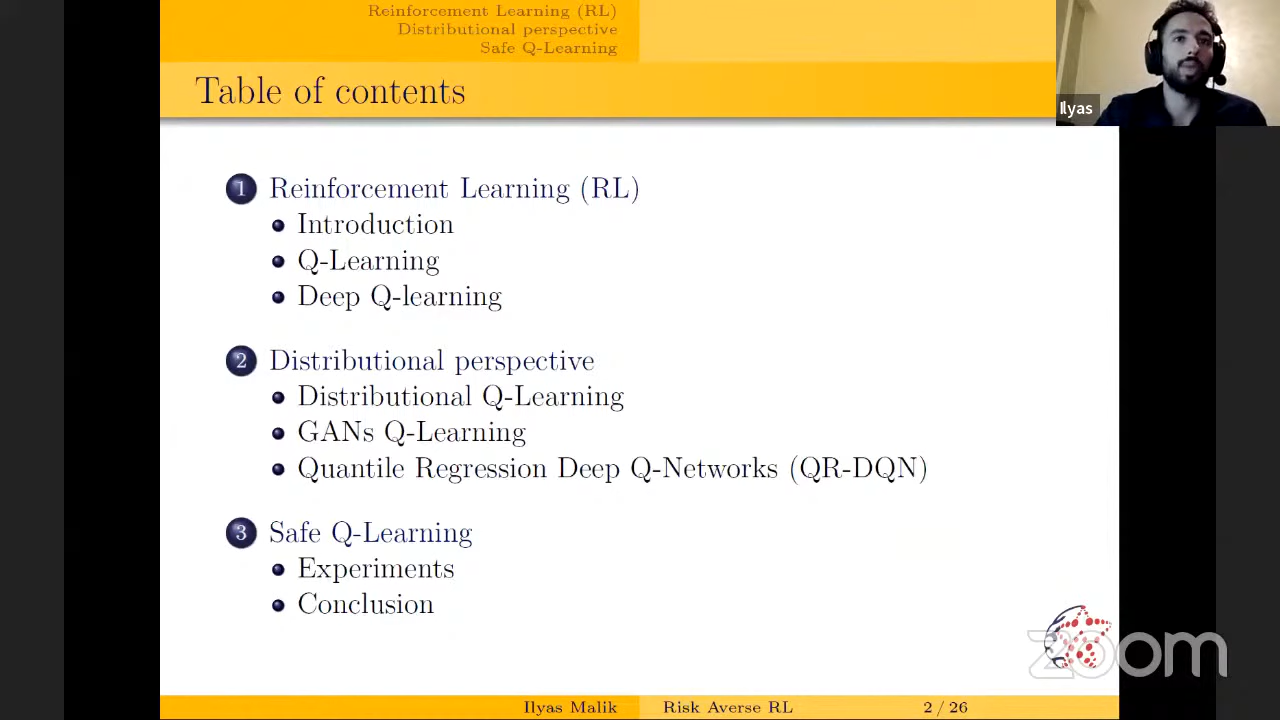 Reinforcement Learning (RL)
Distributional perspective
Safe Q-Learning
Table of contents
Ilyas
1 Reinforcement Learning (RL)
Introduction
Q-Learning
Deep Q-learning
2 Distributional perspective
Distributional Q-Learning
GANs Q-Learning
Quantile Regression Deep Q-Networks (QR-DQN)
3 Safe Q-Learning
Experiments
Conclusion
zoom
Ilyas Malik Risk Averse RL 2 / 26